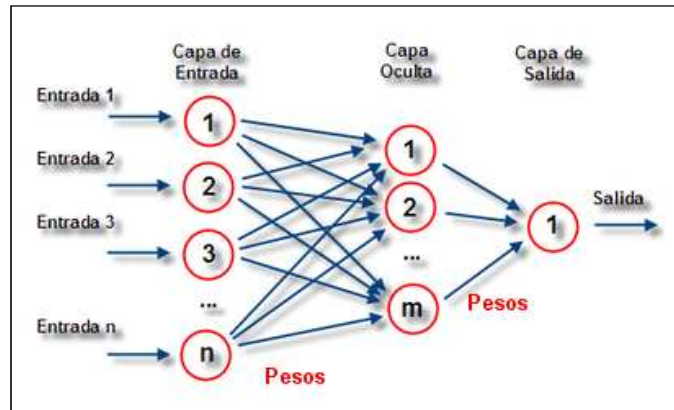 Capa de
Entrada
Capa
Oculta
Capa de
Salida
Entrada 1
1
Entrada 2
2
Entrada 3
3
...
Entrada n
n
1
2
...
m
1
Salida
Pesos
Pesos